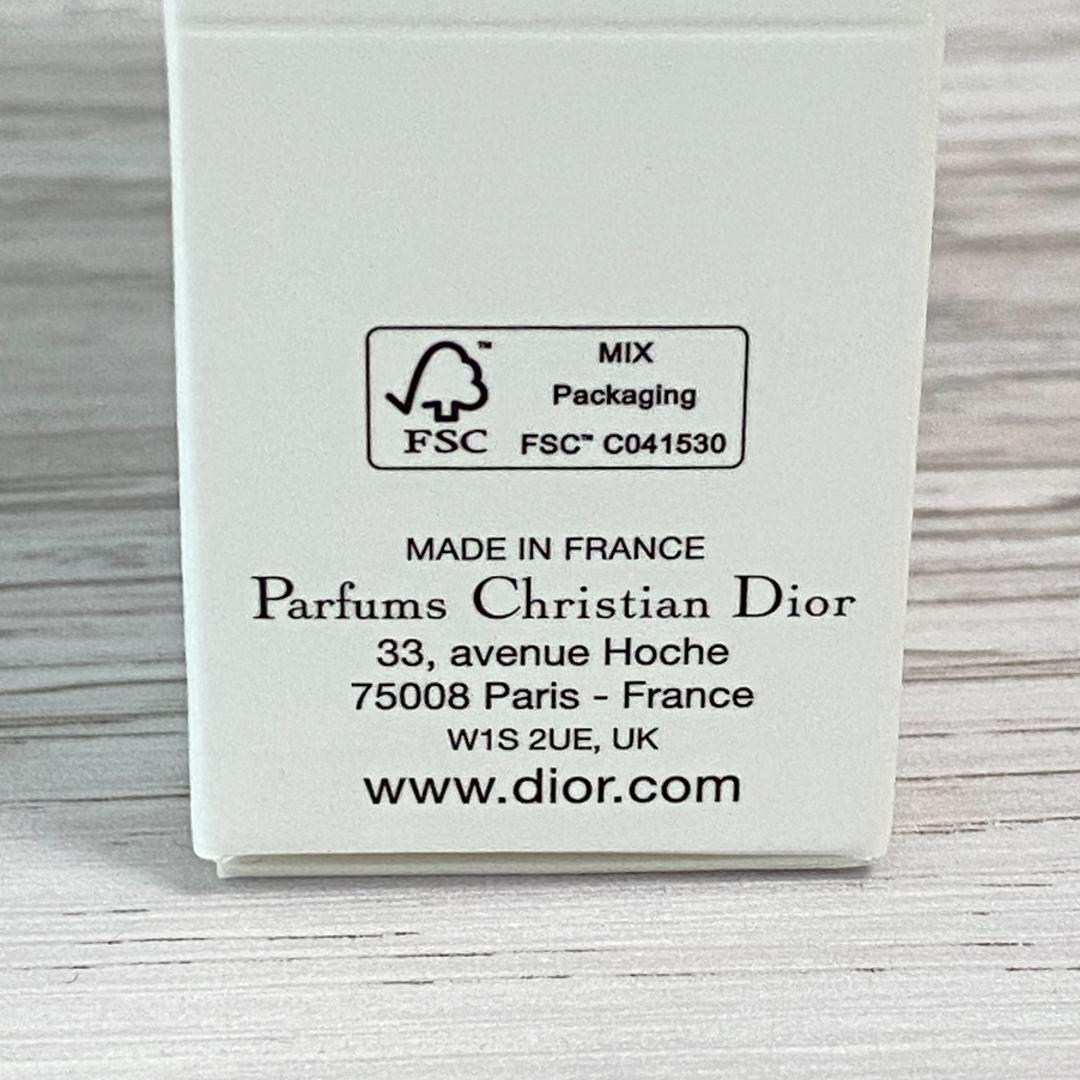 MIX
Packaging
FSC™ FSC™ C041530
MADE IN FRANCE
Parfums Christian Dior
33, avenue Hoche
75008 Paris - France
W1S 2UE, UK
www.dior.com